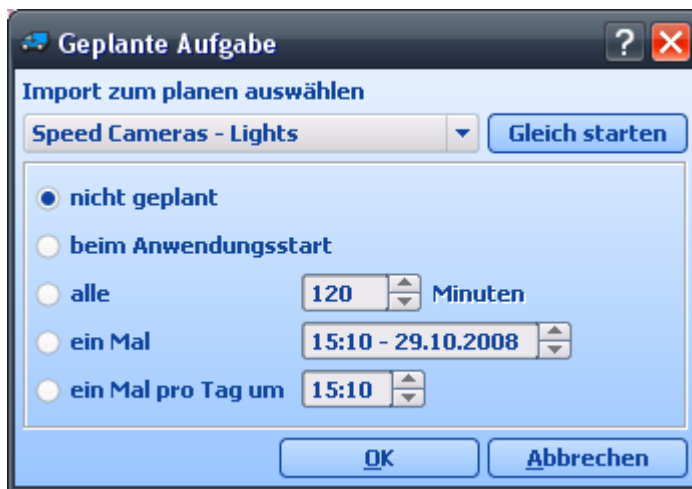 Geplante Aufgabe
Import zum planen auswählen
Speed Cameras - Lights Gleich starten
nicht geplant
beim Anwendungsstart
alle 120 Minuten
ein Mal 15:10 - 29.10.2008
ein Mal pro Tag um 15:10
OK Abbrechen